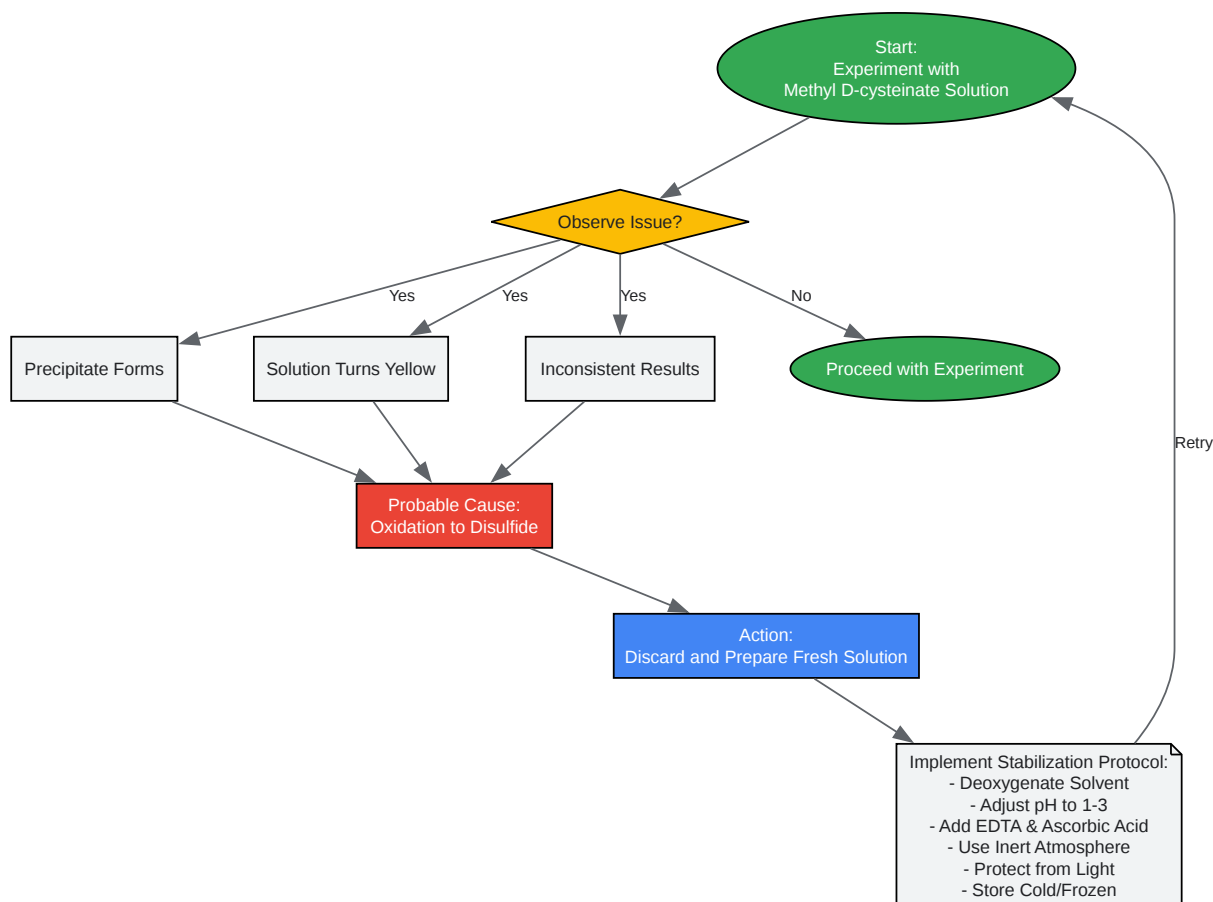 Start:
Experiment with
Methyl D-cysteinate Solution
Observe Issue?
Yes
Yes
Yes
No
Precipitate Forms
Solution Turns Yellow
Inconsistent Results
Proceed with Experiment
Retry
Probable Cause:
Oxidation to Disulfide
Action:
Discard and Prepare Fresh Solution
Implement Stabilization Protocol:
- Deoxygenate Solvent
- Adjust pH to 1-3
- Add EDTA & Ascorbic Acid
- Use Inert Atmosphere
- Protect from Light
- Store Cold/Frozen